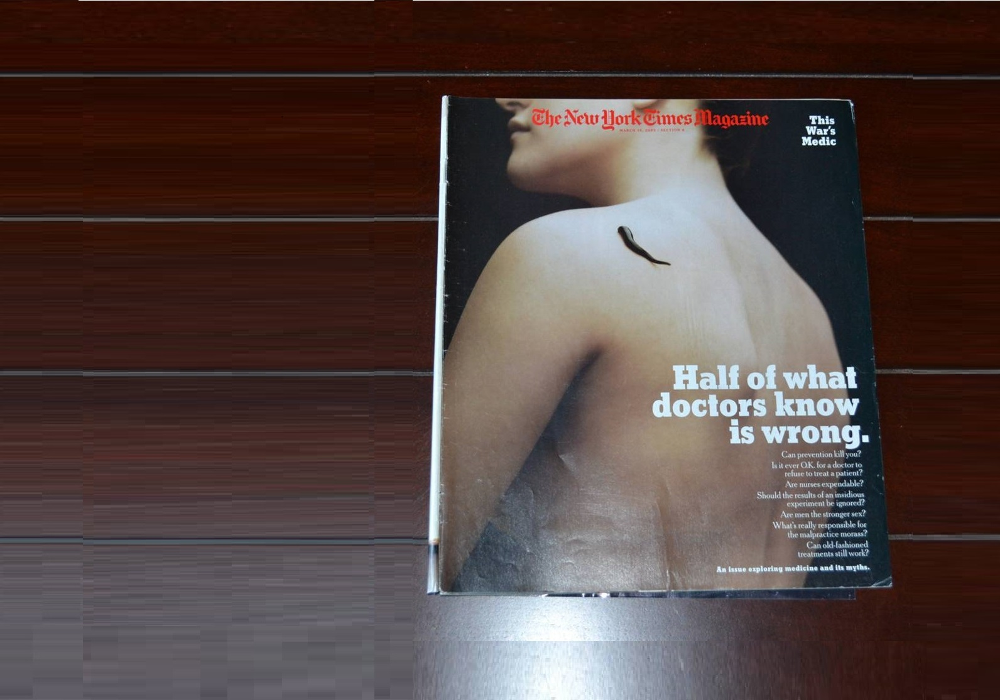 The New York Times Magazine
MARCH 16, 2003 / SECTION 6
This
War's
Medic
Half of what
doctors know
is wrong.
Can prevention kill you?
Is it ever O.K. for a doctor to
refuse to treat a patient?
Are nurses expendable?
Should the results of an insidious
experiment be ignored?
Are men the stronger sex?
What's really responsible for
the malpractice morass?
Can old-fashioned
treatments still work?
An issue exploring medicine and its myths.